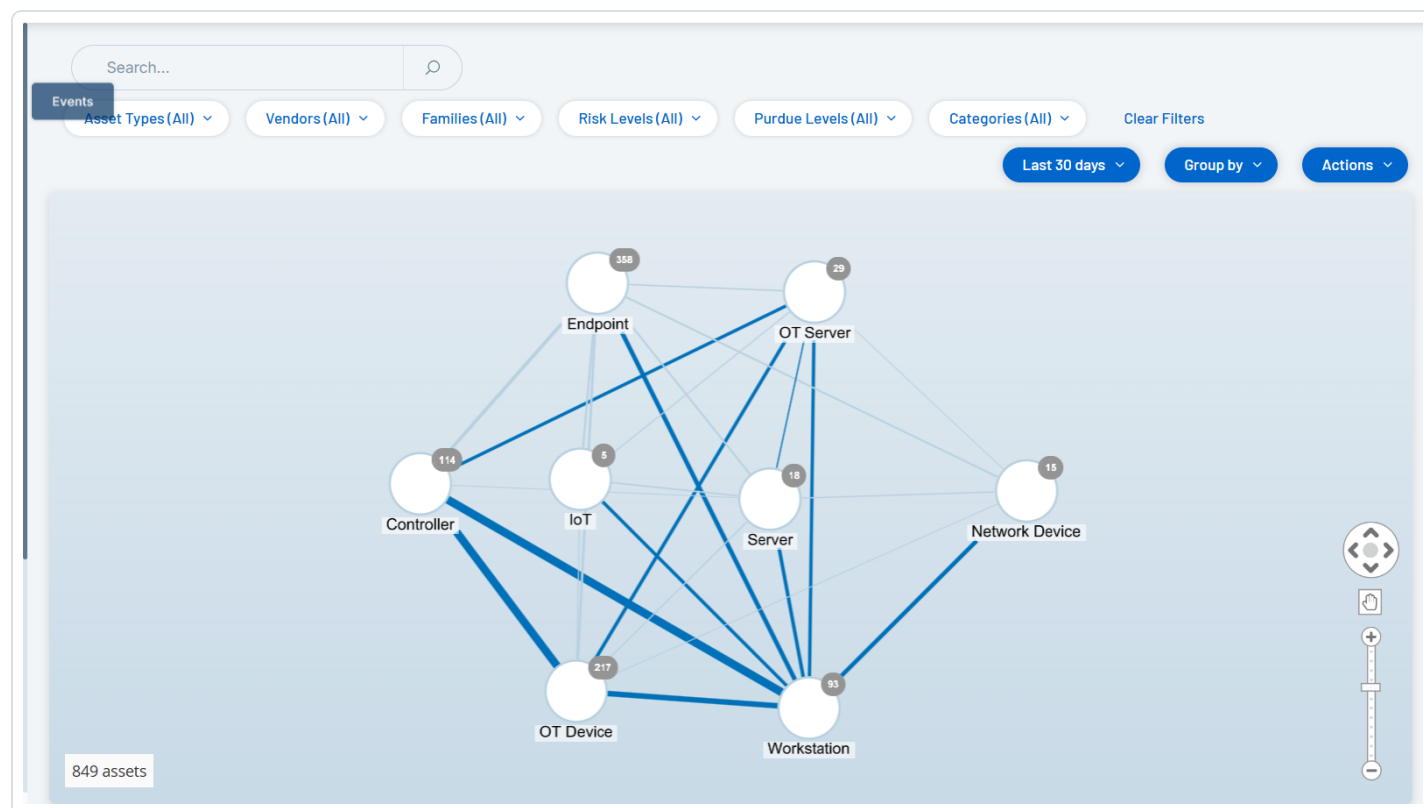 Search...
Events
Asset Types (All)
Vendors (All)
Families (All)
Risk Levels (All)
Purdue Levels (All)
Categories (All)
Clear Filters
Last 30 days
Group by
Actions
358
29
Endpoint
OT Server
114
5
18
15
Controller
IoT
Server
Network Device
217
93
OT Device
Workstation
849 assets